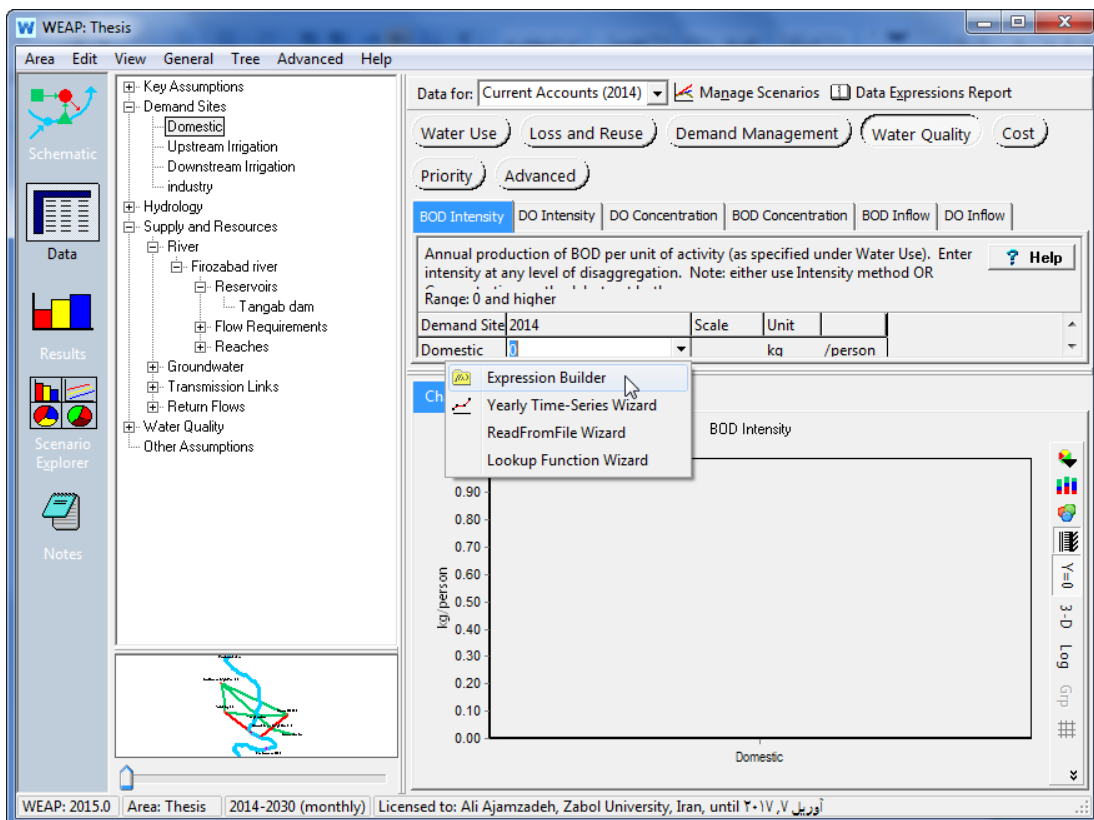 WEAP: Thesis
Area Edit View General Tree Advanced Help
Schematic
Data
Results
Scenario
Explorer
Notes
Key Assumptions
Demand Sites
Domestic
Upstream Irrigation
Downstream Irrigation
industry
Hydrology
Supply and Resources
River
Firozabad river
Reservoirs
Tangab dam
Flow Requirements
Reaches
Groundwater
Transmission Links
Return Flows
Water Quality
Other Assumptions
Data for: Current Accounts (2014) Manage Scenarios Data Expressions Report
Water Use Loss and Reuse Demand Management Water Quality Cost
Priority Advanced
BOD Intensity DO Intensity DO Concentration BOD Concentration BOD Inflow DO Inflow
Annual production of BOD per unit of activity (as specified under Water Use). Enter
intensity at any level of disaggregation. Note: either use Intensity method OR
? Help
Range: 0 and higher
Demand Site 2014 Scale Unit
Domestic 0 kg /person
Expression Builder
Yearly Time-Series Wizard
ReadFromFile Wizard
Lookup Function Wizard
Ch
BOD Intensity
0.90
0.80
0.70
0.60
0.50
0.40
0.30
0.20
0.10
0.00
kg/person
Domestic
Y=0
3-D
Log
Grp
WEAP: 2015.0 Area: Thesis 2014-2030 (monthly) Licensed to: Ali Ajamzadeh, Zabol University, Iran, until آوریل ۷, ۲۰۱۷